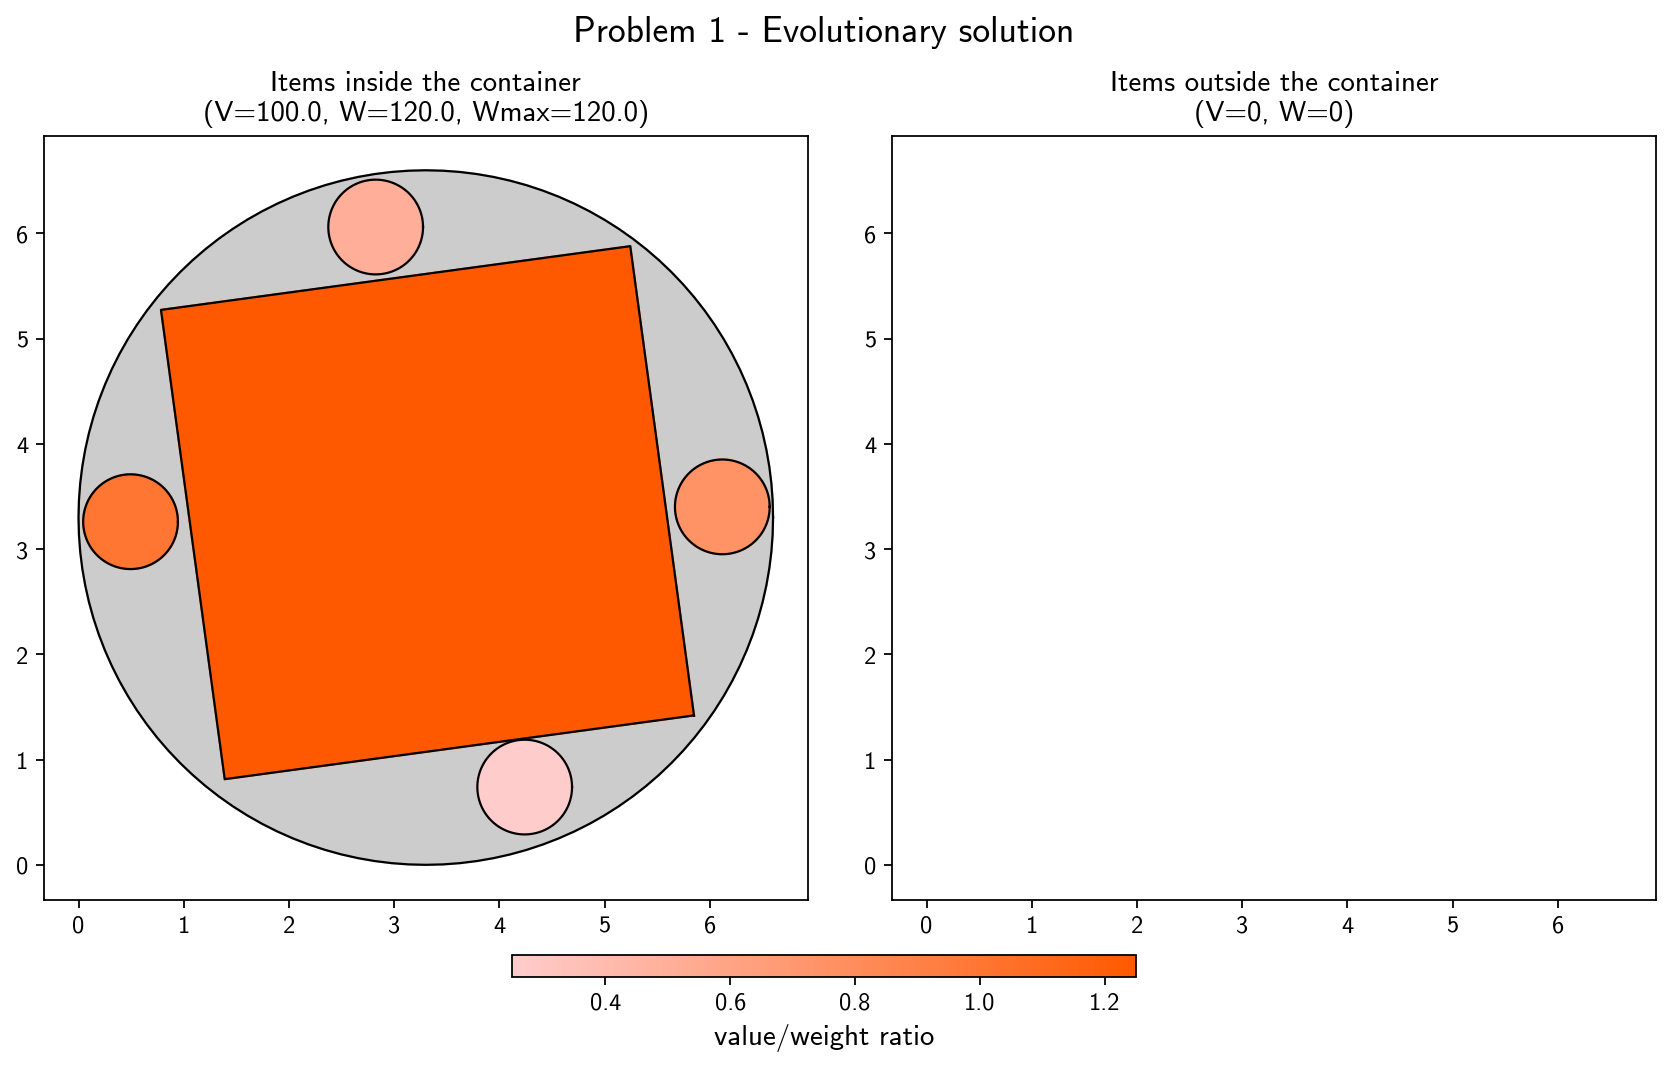 Problem 1 - Evolutionary solution
Items inside the container
(V=100.0, W=120.0, Wmax=120.0)
6
5
4
3
2
1
0
0 1 2 3 4 5 6
Items outside the container
(V=0, W=0)
6
5
4
3
2
1
0
0 1 2 3 4 5 6
0.4 0.6 0.8 1.0 1.2
value/weight ratio